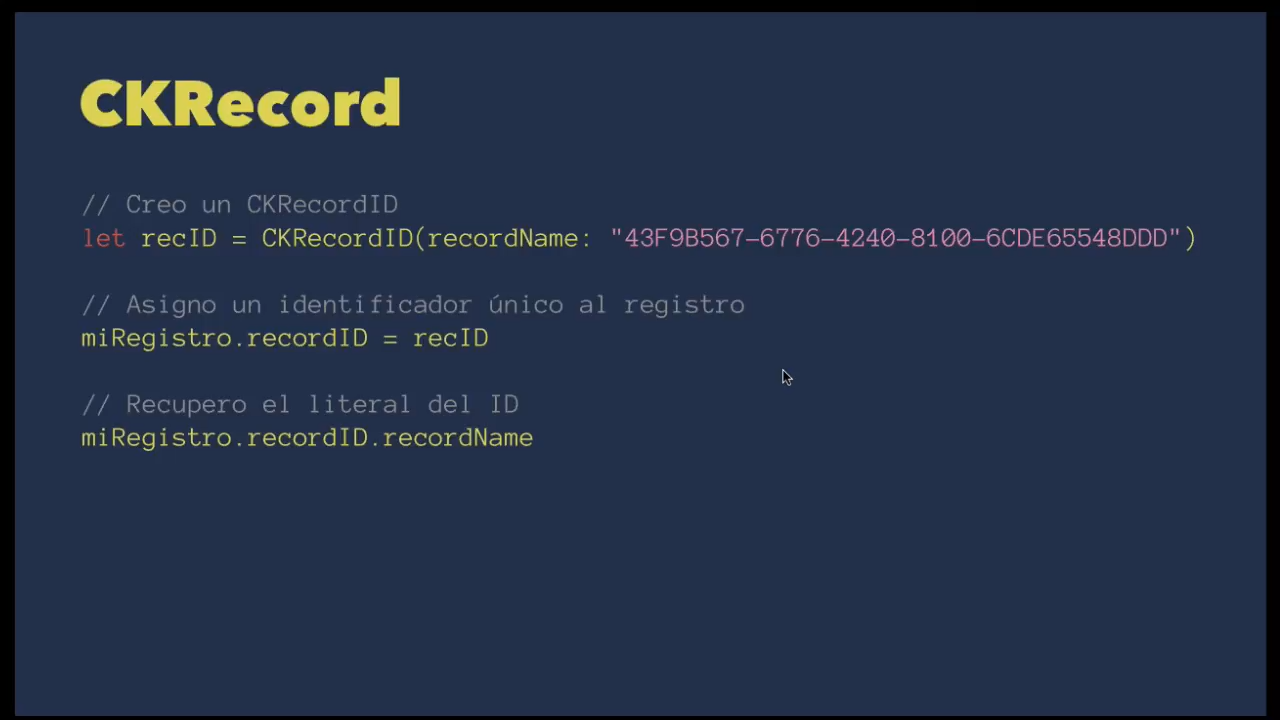 CKRecord
// Creo un CKRecordID
let recID = CKRecordID(recordName: "43F9B567-6776-4240-8100-6CDE65548DDD")
// Asigno un identificador único al registro
miRegistro.recordID = recID
// Recupero el literal del ID
miRegistro.recordID.recordName